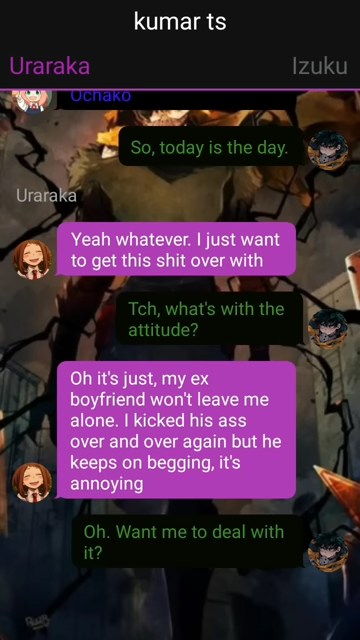 kumar ts
Uraraka
Izuku
Ochako
So, today is the day.
Uraraka
Yeah whatever. I just want
to get this shit over with
Tch, what's with the
attitude?
Oh it's just, my ex
boyfriend won't leave me
alone. I kicked his ass
over and over again but he
keeps on begging, it's
annoying
Oh. Want me to deal with
it?